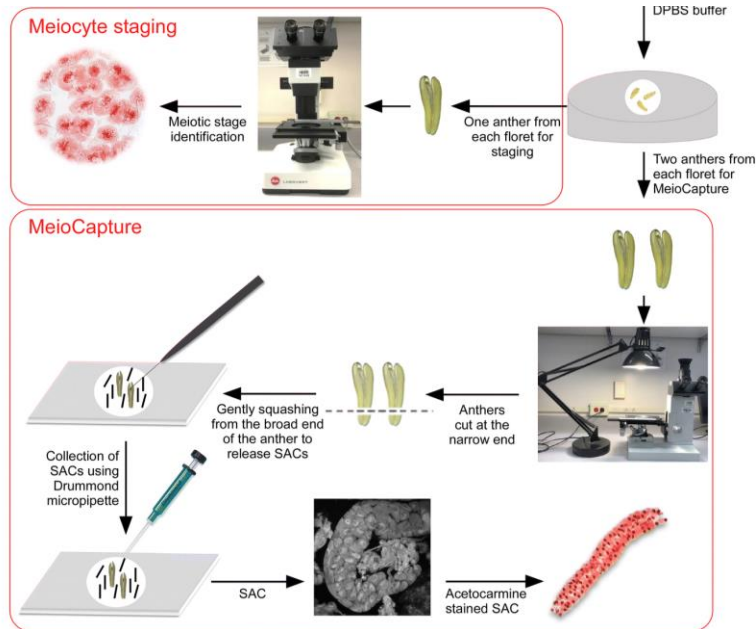 DPBS buffer
Meiocyte staging
Meiotic stage
identification
One anther from
each floret for
staging
Two anthers from
each floret for
MeioCapture
MeioCapture
Gently squashing
from the broad end
of the anther to
release SACs
Anthers
cut at the
narrow end
Collection of
SACs using
Drummond
micropipette
SAC
Acetocarmine
stained SAC